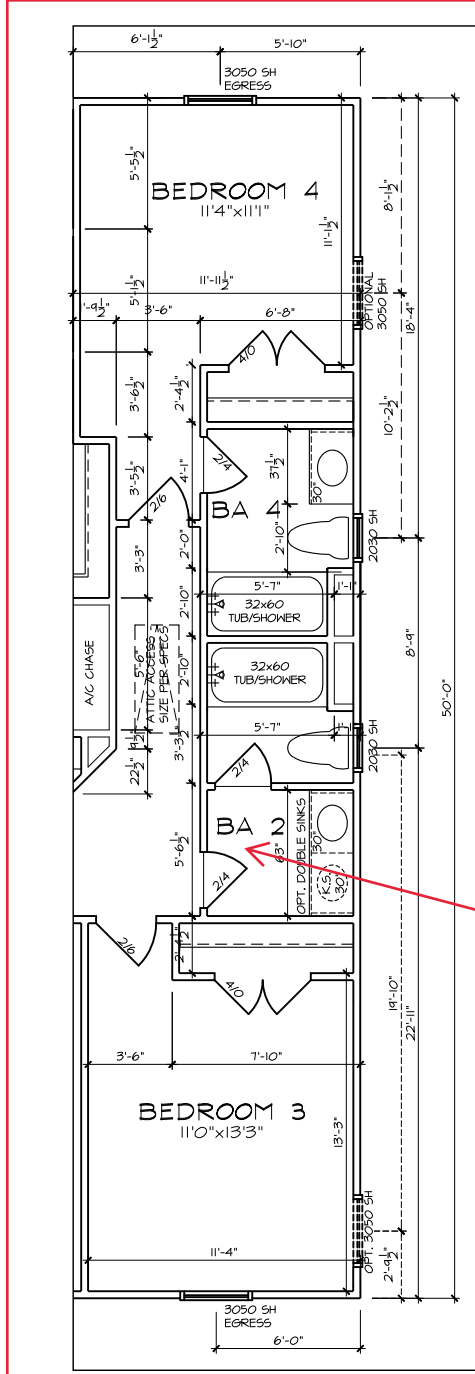 6'-1½"
5'-10"
3050 SH
EGRESS
5'-5½"
BEDROOM 4
11'4"x11'1"
11'-1½"
8'-1½"
11'-11½"
OPTIONAL
3050 SH
18'-4"
5'-1½"
'-9½"
3'-6"
6'-8"
4/0
2'-4½"
3'-6½"
10'-2½"
3'-5½"
4'-1"
2/4
37½"
30"
2/6
BA 4
2'-0"
2'-10"
2030 SH
3'-3"
5'-7"
1'-1"
2'-10"
32x60
TUB/SHOWER
8'-9"
A/C CHASE
5'-6"
ATTIC ACCESS
SIZE PER SPECS
2'-10"
32x60
TUB/SHOWER
50'-0"
9½"
3'-3½"
5'-7"
1'-1"
2030 SH
22½"
2/4
BA 2
63"
OPT. DOUBLE SINKS
30"
5'-6½"
2/4
K.S.
30"
2/6
2'-4½"
4/0
19'-10"
22'-11"
3'-6"
7'-10"
BEDROOM 3
11'0"x13'3"
13'-3"
11'-4"
OPT. 3050 SH
2'-9½"
3050 SH
EGRESS
6'-0"